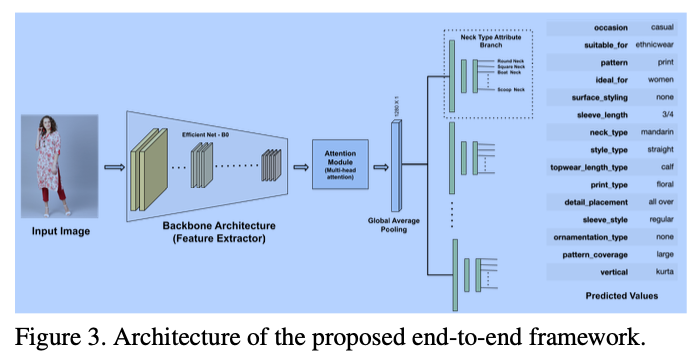 Neck Type Attribute
Branch
Round Neck
Square Neck
Boat Neck
Scoop Neck
Efficient Net - B0
Attention
Module
(Multi-head
attention)
1280 X 1
Input Image
Backbone Architecture
(Feature Extractor)
Global Average
Pooling
occasion casual
suitable_for ethnicwear
pattern print
ideal_for women
surface_styling none
sleeve_length 3/4
neck_type mandarin
style_type straight
topwear_length_type calf
print_type floral
detail_placement all over
sleeve_style regular
ornamentation_type none
pattern_coverage large
vertical kurta
Predicted Values
Figure 3. Architecture of the proposed end-to-end framework.